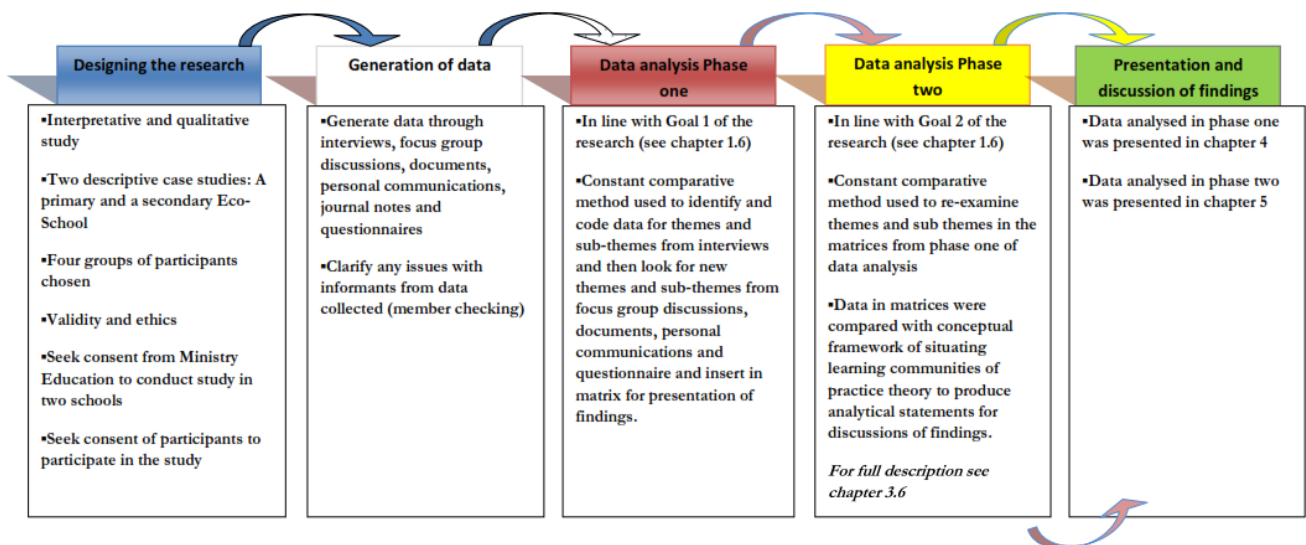 Designing the research
▪Interpretative and qualitative
study
▪Two descriptive case studies: A
primary and a secondary Eco-
School
▪Four groups of participants
chosen
▪Validity and ethics
▪Seek consent from Ministry
Education to conduct study in
two schools
▪Seek consent of participants to
participate in the study
Generation of data
▪Generate data through
interviews, focus group
discussions, documents,
personal communications,
journal notes and
questionnaires
▪Clarify any issues with
informants from data
collected (member checking)
Data analysis Phase
one
▪In line with Goal 1 of the
research (see chapter 1.6)
▪Constant comparative
method used to identify and
code data for themes and
sub-themes from interviews
and then look for new
themes and sub-themes from
focus group discussions,
documents, personal
communications and
questionnaire and insert in
matrix for presentation of
findings.
Data analysis Phase
two
▪In line with Goal 2 of the
research (see chapter 1.6)
▪Constant comparative
method used to re-examine
themes and sub themes in the
matrices from phase one of
data analysis
▪Data in matrices were
compared with conceptual
framework of situating
learning communities of
practice theory to produce
analytical statements for
discussions of findings.
For full description see
chapter 3.6
Presentation and
discussion of findings
▪Data analysed in phase one
was presented in chapter 4
▪Data analysed in phase two
was presented in chapter 5